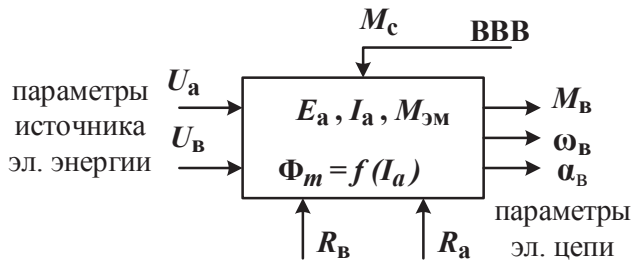 M_c BBB
параметры источника эл. энергии
U_a
U_в
E_a , I_a , M_эм
Φ_m = f (I_a )
M_в
ω_в
α_в
параметры эл. цепи
R_в R_a